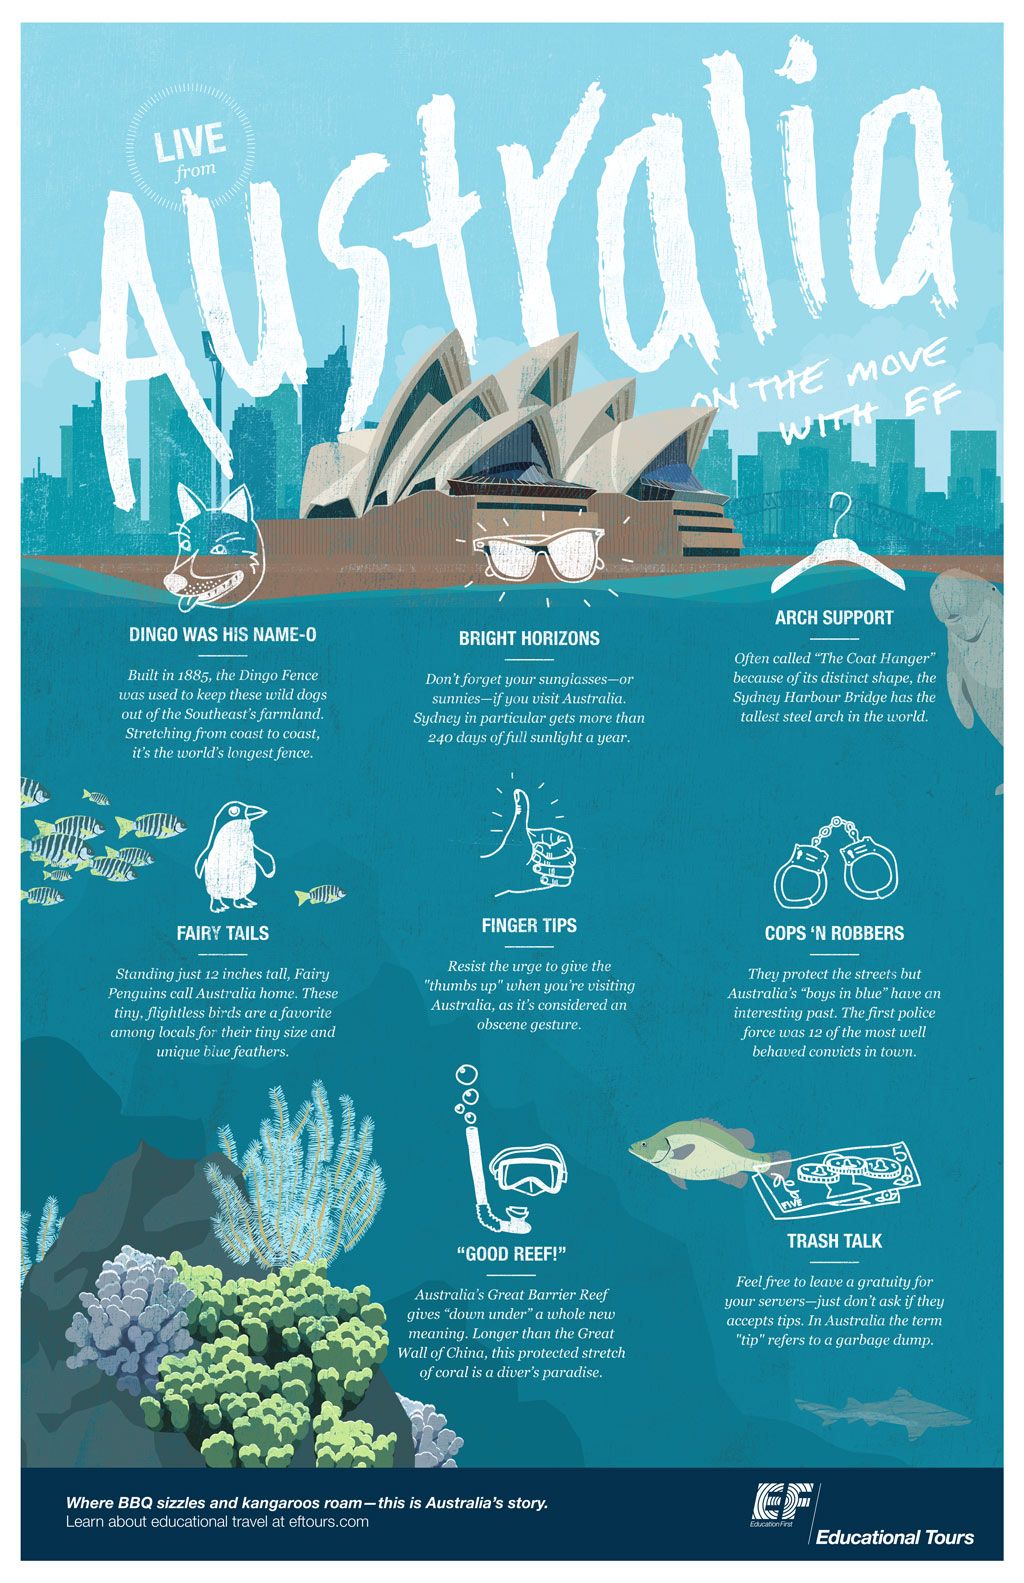 LIVE
from
Australia
ON THE MOVE
WITH EF
DINGO WAS HIS NAME-O
Built in 1885, the Dingo Fence
was used to keep these wild dogs
out of the Southeast's farmland.
Stretching from coast to coast,
it's the world's longest fence.
BRIGHT HORIZONS
Don't forget your sunglasses—or
sunnies—if you visit Australia.
Sydney in particular gets more than
240 days of full sunlight a year.
ARCH SUPPORT
Often called "The Coat Hanger"
because of its distinct shape, the
Sydney Harbour Bridge has the
tallest steel arch in the world.
FAIRY TAILS
Standing just 12 inches tall, Fairy
Penguins call Australia home. These
tiny, flightless birds are a favorite
among locals for their tiny size and
unique blue feathers.
FINGER TIPS
Resist the urge to give the
"thumbs up" when you're visiting
Australia, as it's considered an
obscene gesture.
COPS 'N ROBBERS
They protect the streets but
Australia's "boys in blue" have an
interesting past. The first police
force was 12 of the most well
behaved convicts in town.
"GOOD REEF!"
Australia's Great Barrier Reef
gives "down under" a whole new
meaning. Longer than the Great
Wall of China, this protected stretch
of coral is a diver's paradise.
5
FIVE
TRASH TALK
Feel free to leave a gratuity for
your servers—just don't ask if they
accepts tips. In Australia the term
"tip" refers to a garbage dump.
Where BBQ sizzles and kangaroos roam—this is Australia's story.
Learn about educational travel at eftours.com
EF
Education First
Educational Tours